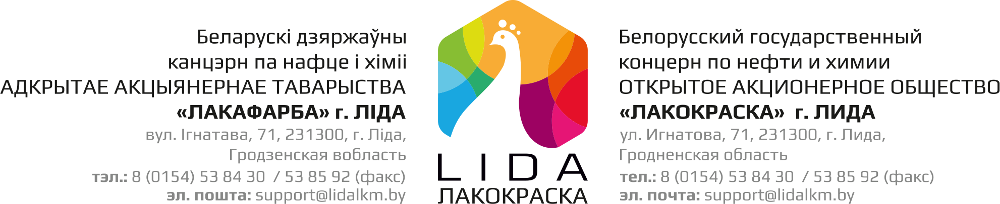 Беларускі дзяржаўны
канцэрн па нафце і хіміі
АДКРЫТАЕ АКЦЫЯНЕРНАЕ ТАВАРЫСТВА
«ЛАКАФАРБА» г. ЛІДА
вул. Ігнатава, 71, 231300, г. Ліда,
Гродзенская вобласть
тэл.: 8 (0154) 53 84 30 / 53 85 92 (факс)
эл. пошта: support@lidalkm.by
LIDA
ЛАКОКРАСКА
Белорусский государственный
концерн по нефти и химии
ОТКРЫТОЕ АКЦИОНЕРНОЕ ОБЩЕСТВО
«ЛАКОКРАСКА» г. ЛИДА
ул. Игнатова, 71, 231300, г. Лида,
Гродненская область
тел.: 8 (0154) 53 84 30 / 53 85 92 (факс)
эл. почта: support@lidalkm.by